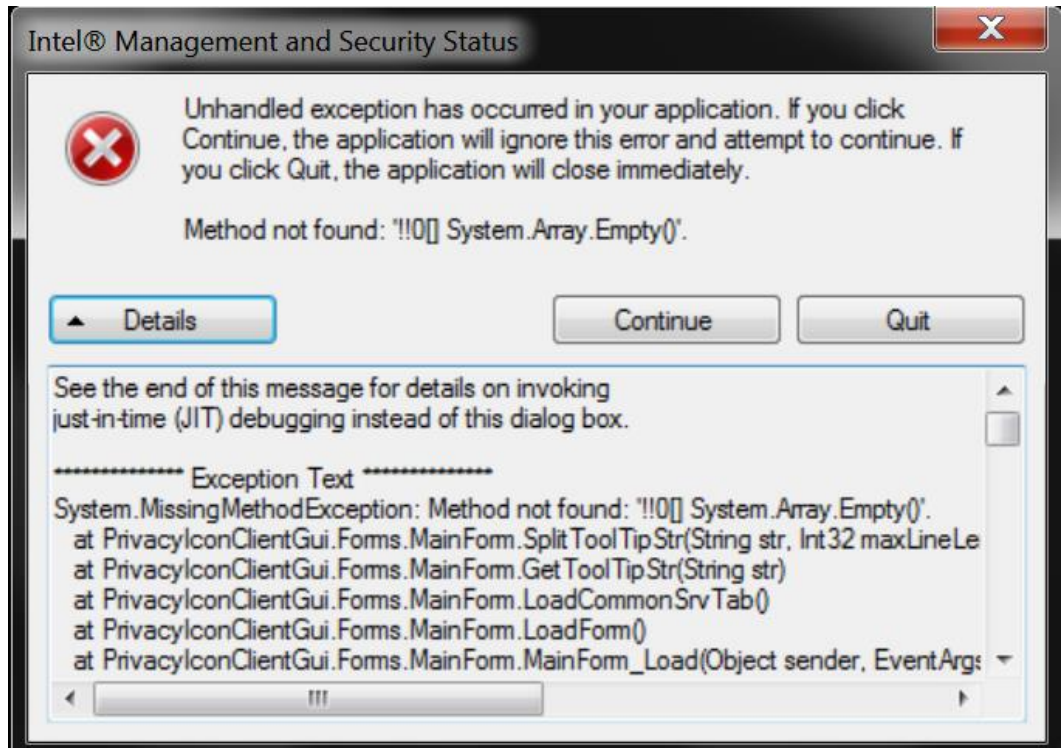 Intel® Management and Security Status
Unhandled exception has occurred in your application. If you click
Continue, the application will ignore this error and attempt to continue. If
you click Quit, the application will close immediately.
Method not found: '!!0[] System.Array.Empty()'.
Details
Continue
Quit
See the end of this message for details on invoking
just-in-time (JIT) debugging instead of this dialog box.
************** Exception Text **************
System.MissingMethodException: Method not found: '!!0[] System.Array.Empty()'.
at PrivacyIconClientGui.Forms.MainForm.SplitToolTipStr(String str, Int32 maxLineLe
at PrivacyIconClientGui.Forms.MainForm.GetToolTipStr(String str)
at PrivacyIconClientGui.Forms.MainForm.LoadCommonSrvTab()
at PrivacyIconClientGui.Forms.MainForm.LoadForm()
at PrivacyIconClientGui.Forms.MainForm.MainForm_Load(Object sender, EventArgs